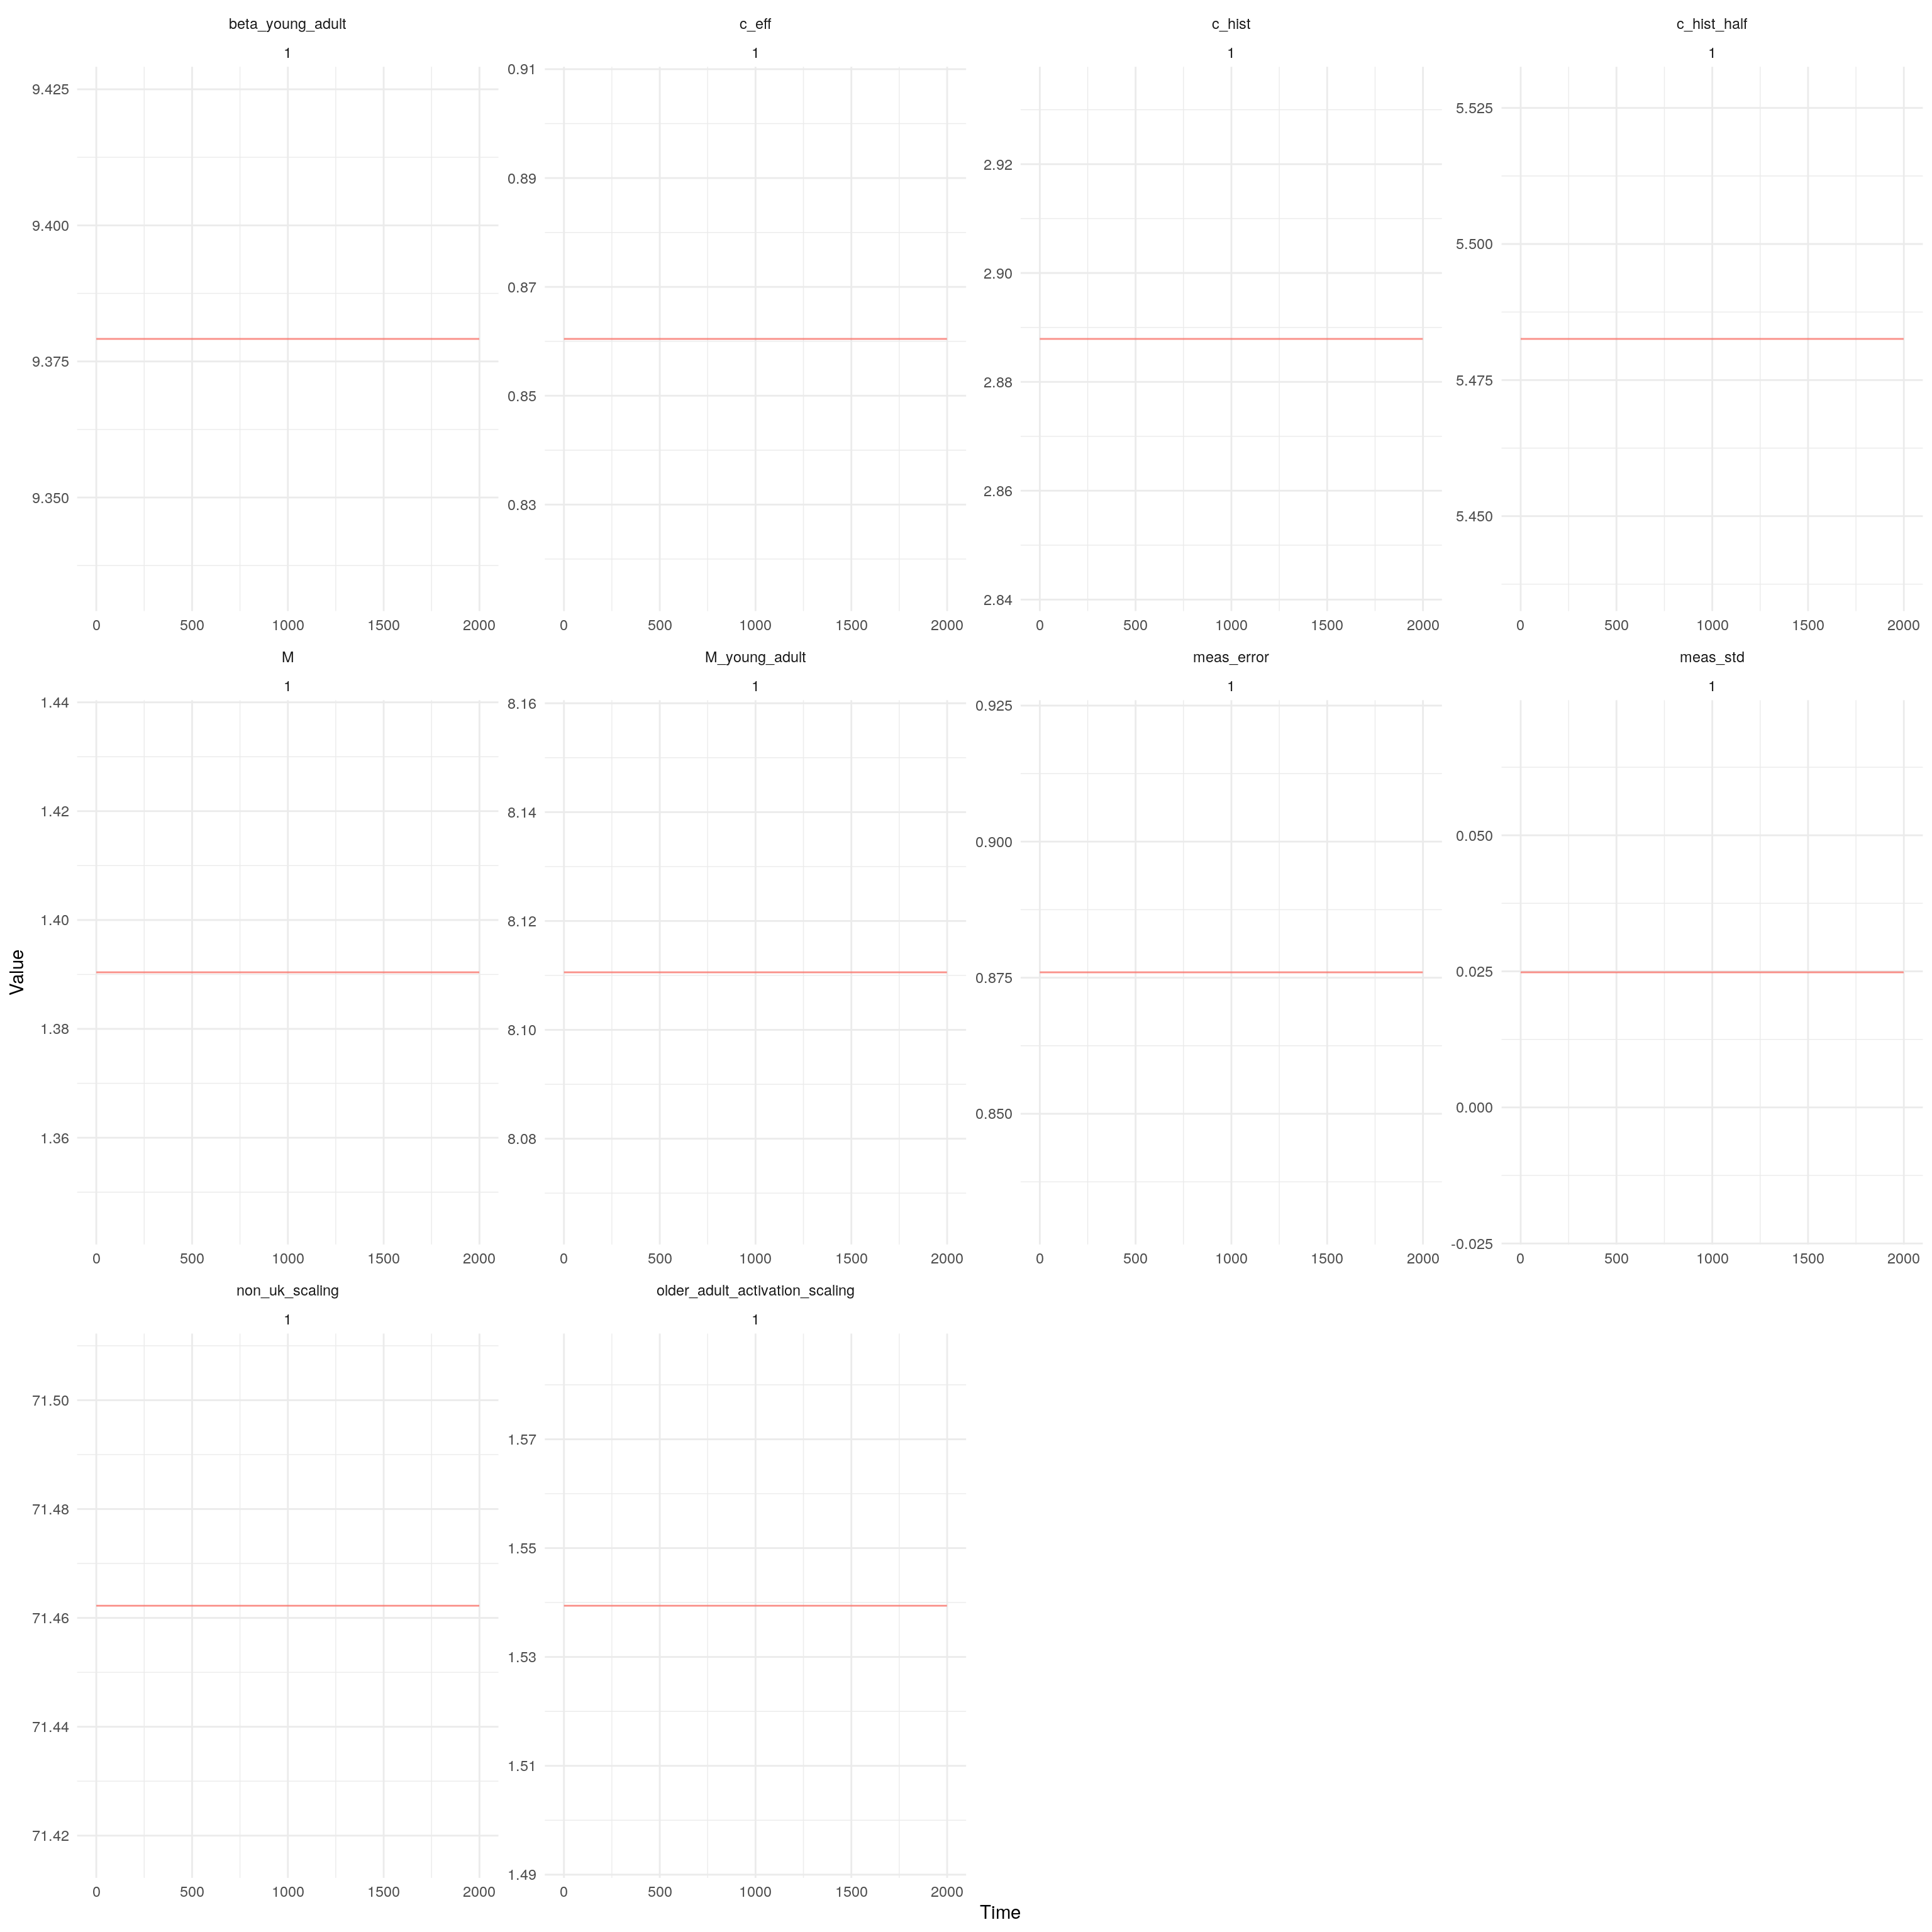 beta_young_adult c_eff c_hist c_hist_half
1 1 1 1
9.425 0.91 2.92 5.525
9.400 0.89 2.90 5.500
9.375 0.87 2.88 5.475
9.350 0.85 2.86 5.450
0.83 2.84
0 500 1000 1500 2000 0 500 1000 1500 2000 0 500 1000 1500 2000 0 500 1000 1500 2000
M M_young_adult meas_error meas_std
1 1 1 1
1.44 8.16 0.925 0.050
1.42 8.14 0.900 0.025
1.40 8.12 0.875 0.000
1.38 8.10 0.850 -0.025
1.36 8.08
0 500 1000 1500 2000 0 500 1000 1500 2000 0 500 1000 1500 2000 0 500 1000 1500 2000
Value
non_uk_scaling older_adult_activation_scaling
1 1
71.50 1.57
71.48 1.55
71.46 1.53
71.44 1.51
71.42 1.49
0 500 1000 1500 2000 0 500 1000 1500 2000
Time